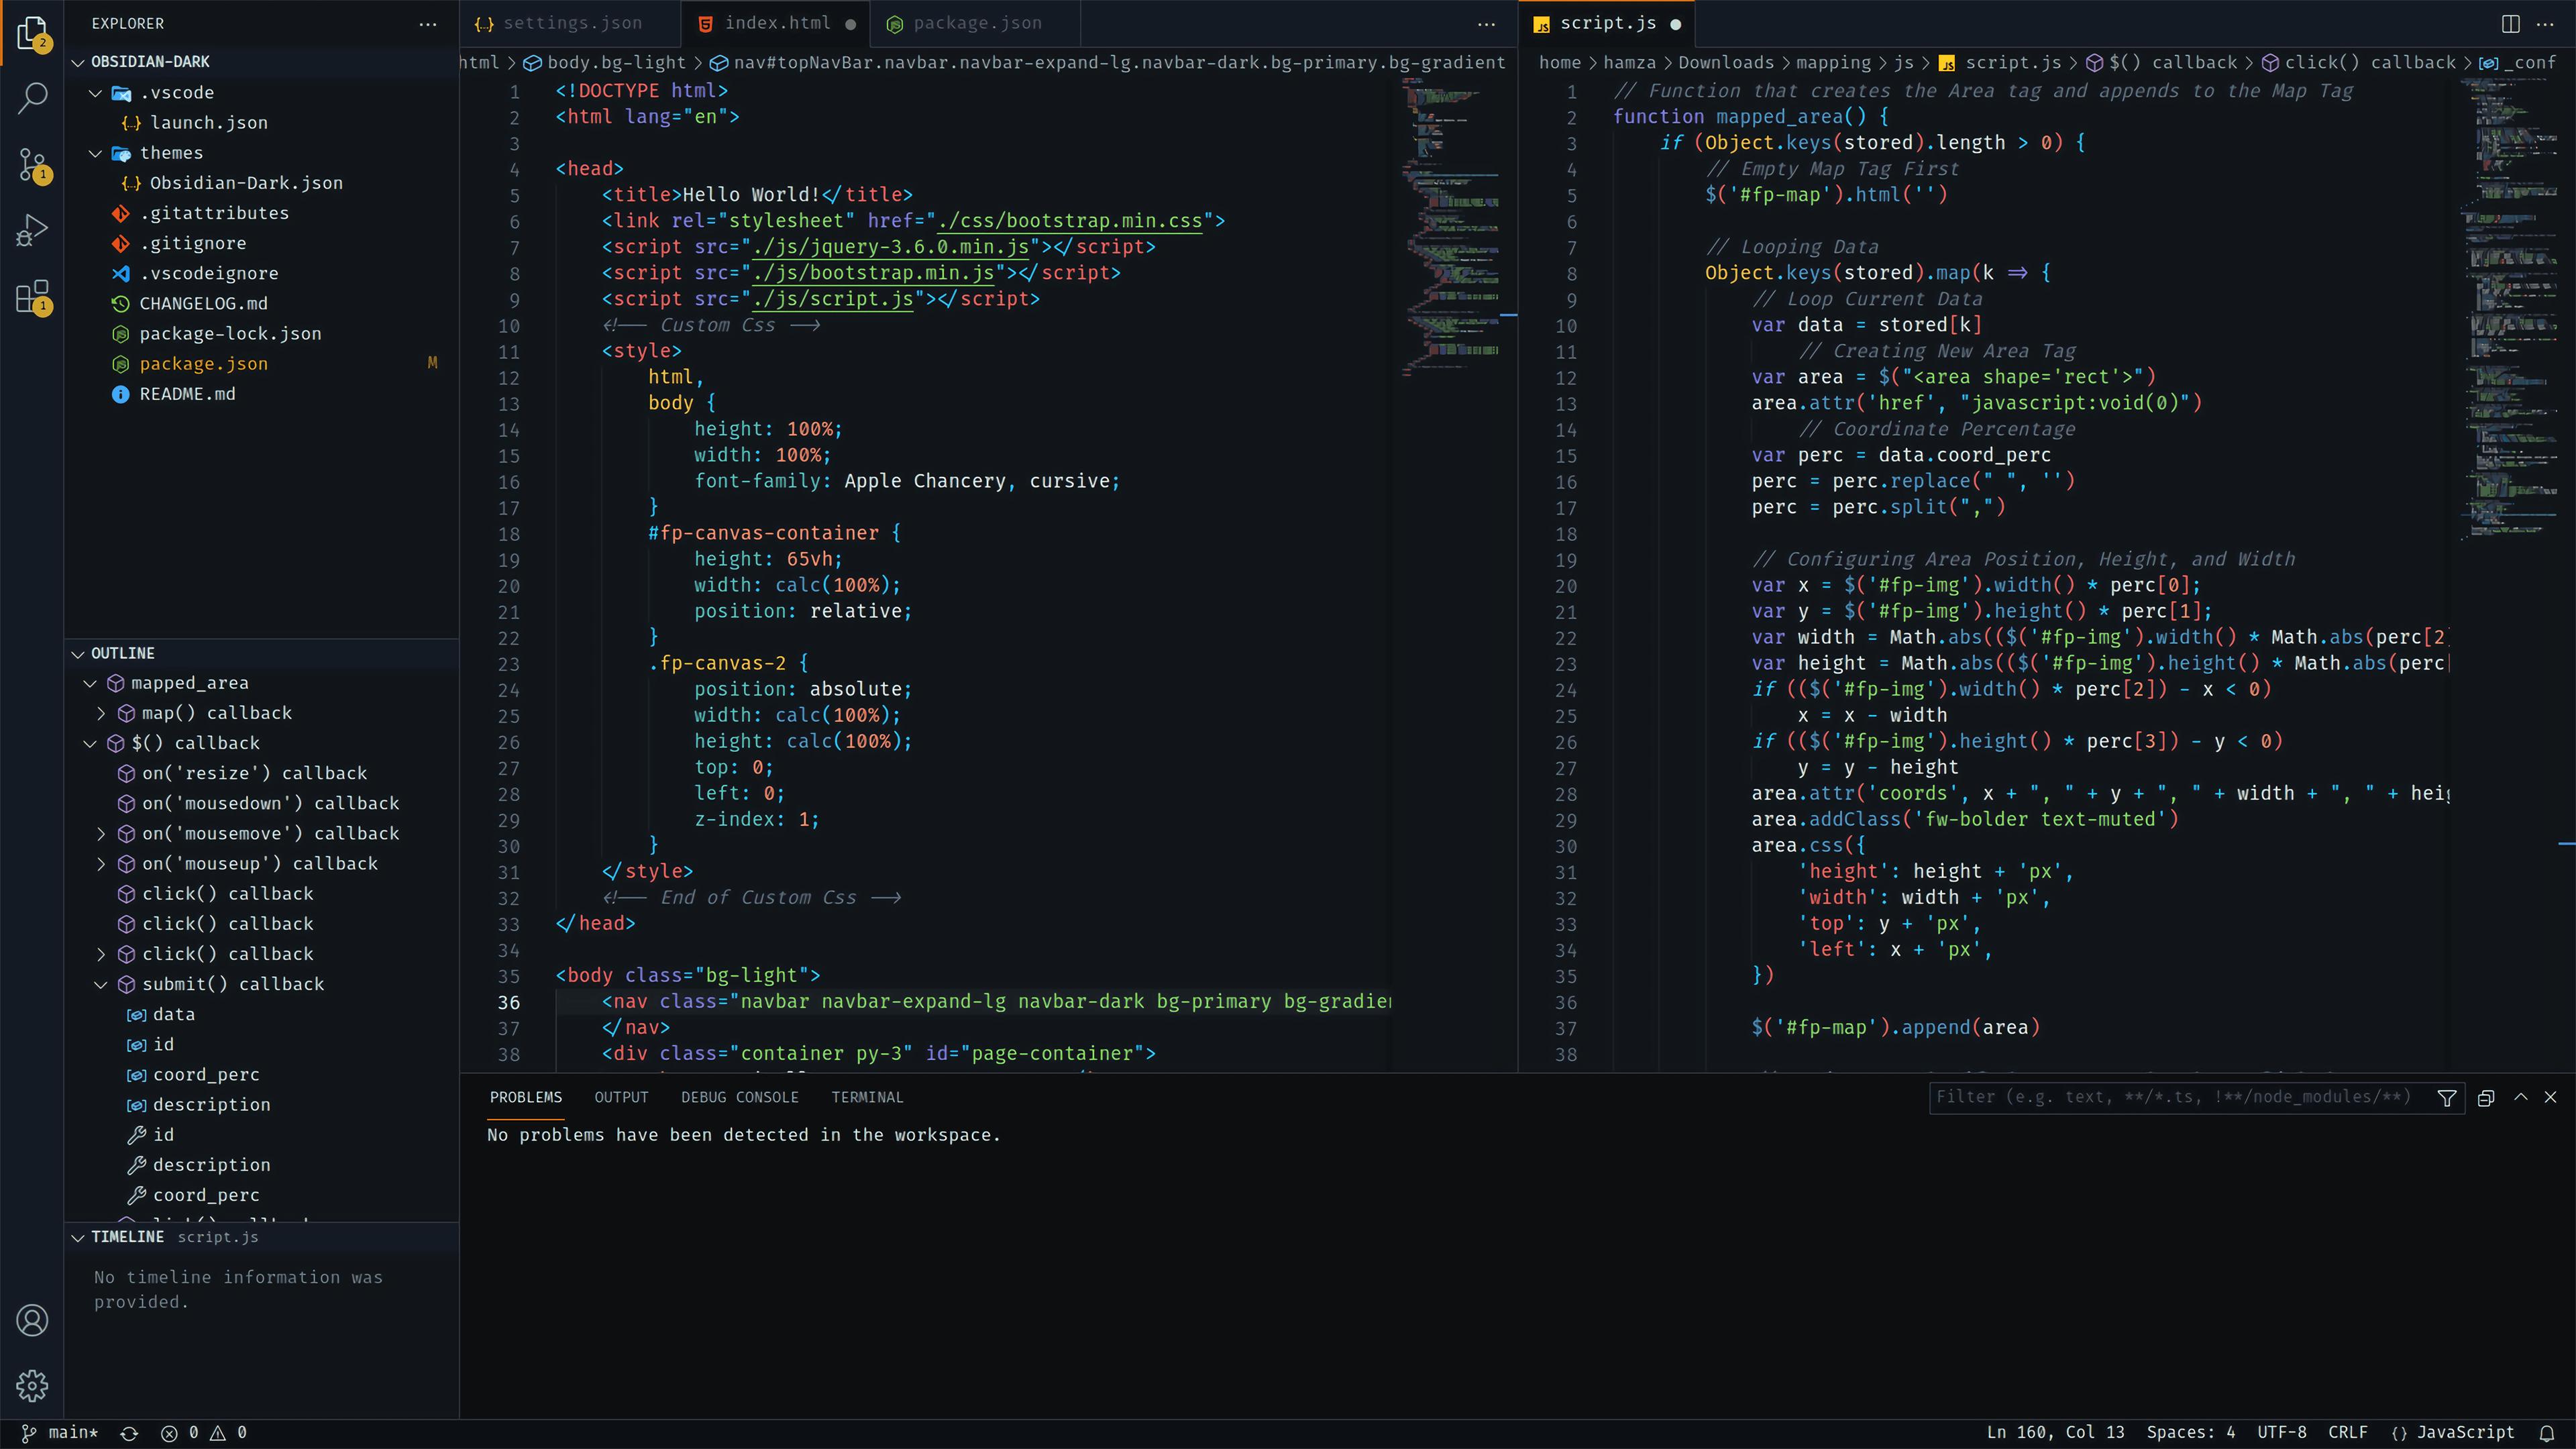 2
1
1
EXPLORER
OBSIDIAN-DARK
.vscode
launch.json
themes
Obsidian-Dark.json
.gitattributes
.gitignore
.vscodeignore
CHANGELOG.md
package-lock.json
package.json M
README.md
OUTLINE
mapped_area
map() callback
$() callback
on('resize') callback
on('mousedown') callback
on('mousemove') callback
on('mouseup') callback
click() callback
click() callback
click() callback
submit() callback
data
id
coord_perc
description
id
description
coord_perc
TIMELINE script.js
No timeline information was
provided.
settings.json index.html package.json
html > body.bg-light > nav#topNavBar.navbar.navbar-expand-lg.navbar-dark.bg-primary.bg-gradient
1 <!DOCTYPE html>
2 <html lang="en">
3
4 <head>
5 <title>Hello World!</title>
6 <link rel="stylesheet" href="./css/bootstrap.min.css">
7 <script src="./js/jquery-3.6.0.min.js"></script>
8 <script src="./js/bootstrap.min.js"></script>
9 <script src="./js/script.js"></script>
10 <!-- Custom Css -->
11 <style>
12 html,
13 body {
14 height: 100%;
15 width: 100%;
16 font-family: Apple Chancery, cursive;
17 }
18 #fp-canvas-container {
19 height: 65vh;
20 width: calc(100%);
21 position: relative;
22 }
23 .fp-canvas-2 {
24 position: absolute;
25 width: calc(100%);
26 height: calc(100%);
27 top: 0;
28 left: 0;
29 z-index: 1;
30 }
31 </style>
32 <!-- End of Custom Css -->
33 </head>
34
35 <body class="bg-light">
36 <nav class="navbar navbar-expand-lg navbar-dark bg-primary bg-gradier
37 </nav>
38 <div class="container py-3" id="page-container">
script.js
home > hamza > Downloads > mapping > js > script.js > $() callback > click() callback > _conf
1 // Function that creates the Area tag and appends to the Map Tag
2 function mapped_area() {
3 if (Object.keys(stored).length > 0) {
4 // Empty Map Tag First
5 $('#fp-map').html('')
6
7 // Looping Data
8 Object.keys(stored).map(k => {
9 // Loop Current Data
10 var data = stored[k]
11 // Creating New Area Tag
12 var area = $("<area shape='rect'>")
13 area.attr('href', "javascript:void(0)")
14 // Coordinate Percentage
15 var perc = data.coord_perc
16 perc = perc.replace(" ", '')
17 perc = perc.split(",")
18
19 // Configuring Area Position, Height, and Width
20 var x = $('#fp-img').width() * perc[0];
21 var y = $('#fp-img').height() * perc[1];
22 var width = Math.abs(($('#fp-img').width() * Math.abs(perc[2]
23 var height = Math.abs(($('#fp-img').height() * Math.abs(perc[
24 if (($('#fp-img').width() * perc[2]) - x < 0)
25 x = x - width
26 if (($('#fp-img').height() * perc[3]) - y < 0)
27 y = y - height
28 area.attr('coords', x + ", " + y + ", " + width + ", " + heig
29 area.addClass('fw-bolder text-muted')
30 area.css({
31 'height': height + 'px',
32 'width': width + 'px',
33 'top': y + 'px',
34 'left': x + 'px',
35 })
36
37 $('#fp-map').append(area)
38
PROBLEMS OUTPUT DEBUG CONSOLE TERMINAL
Filter (e.g. text, **/*.ts, !**/node_modules/**)
No problems have been detected in the workspace.
main* 0 0
Ln 160, Col 13 Spaces: 4 UTF-8 CRLF {} JavaScript